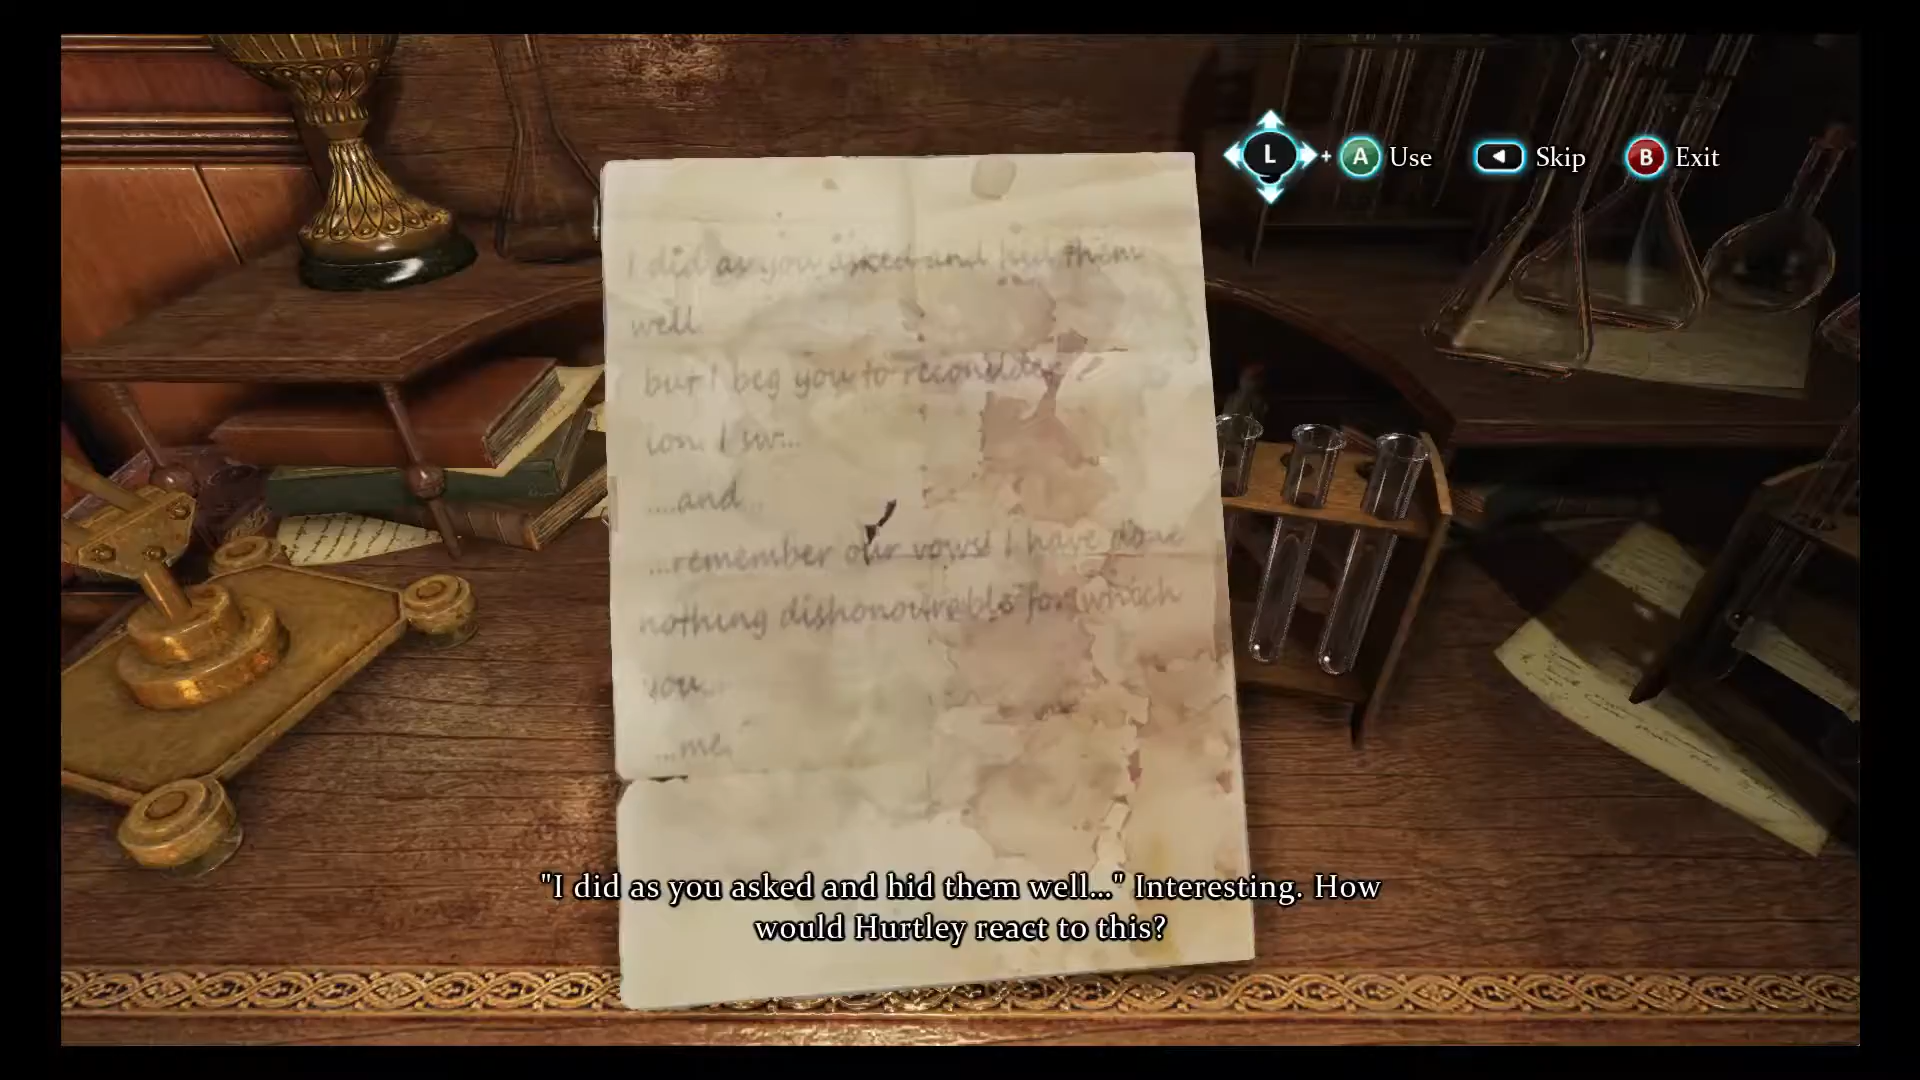 L + A Use Skip B Exit
I did as you asked and hid them
well.
but I beg you to reconsider
ion. I sw...
....and...
...remember our vows! I have done
nothing dishonourable for which
you...
...me.
"I did as you asked and hid them well..." Interesting. How
would Hurtley react to this?